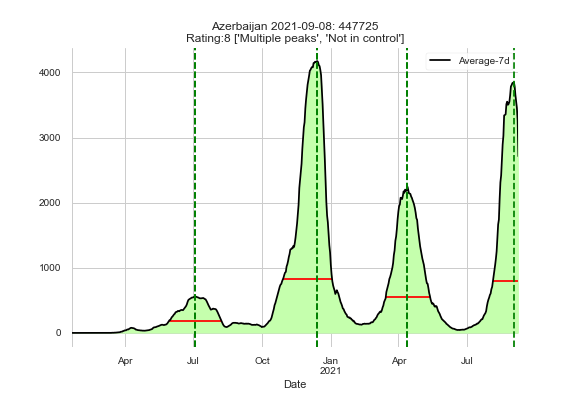 Azerbaijan 2021-09-08: 447725
Rating:8 ['Multiple peaks', 'Not in control']
Average-7d
4000
3000
2000
1000
0
Apr Jul Oct Jan Apr Jul
2021
Date